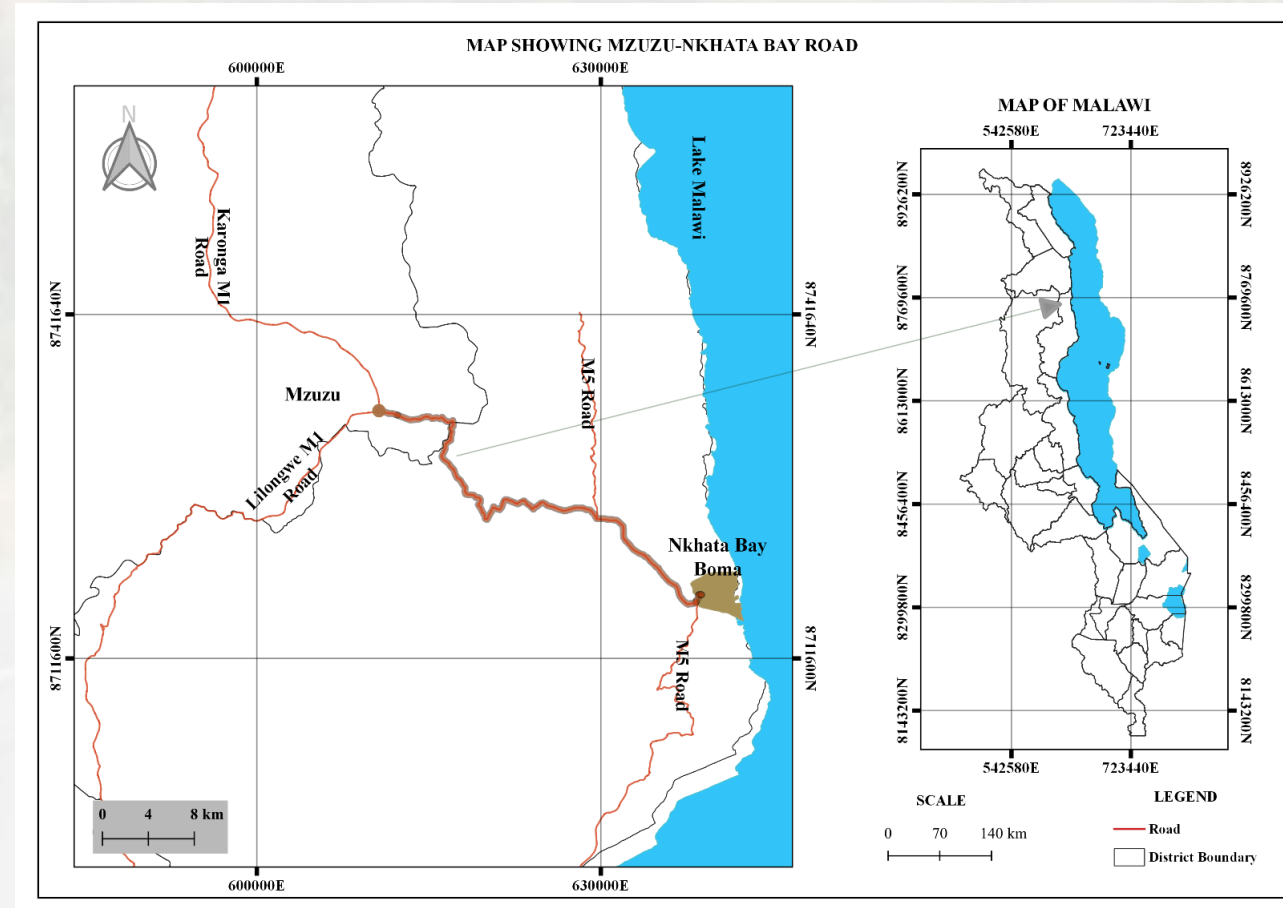 MAP SHOWING MZUZU-NKHATA BAY ROAD
600000E
630000E
N
Karonga M1
Road
Lake Malawi
8741640N
8741640N
M5 Road
Mzuzu
Lilongwe M1
Road
Nkhata Bay
Boma
8711600N
8711600N
M5 Road
0
4
8 km
600000E
630000E
MAP OF MALAWI
542580E
723440E
8926200N
8926200N
8769600N
8769600N
8613000N
8613000N
8456400N
8456400N
8299800N
8299800N
8143200N
8143200N
542580E
723440E
SCALE
0
70
140 km
LEGEND
Road
District Boundary